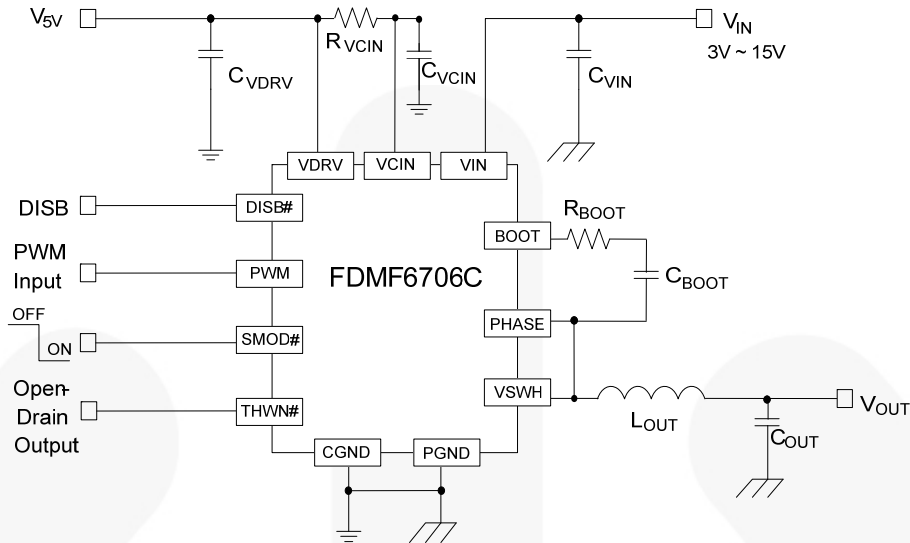 V5V
RVCIN
CVDRV
CVCIN
CVIN
VIN
3V ~ 15V
VDRV
VCIN
VIN
DISB
DISB#
BOOT
RBOOT
CBOOT
PWM
Input
PWM
FDMF6706C
OFF
ON
SMOD#
PHASE
Open-
Drain
Output
THWN#
VSWH
LOUT
VOUT
COUT
CGND
PGND